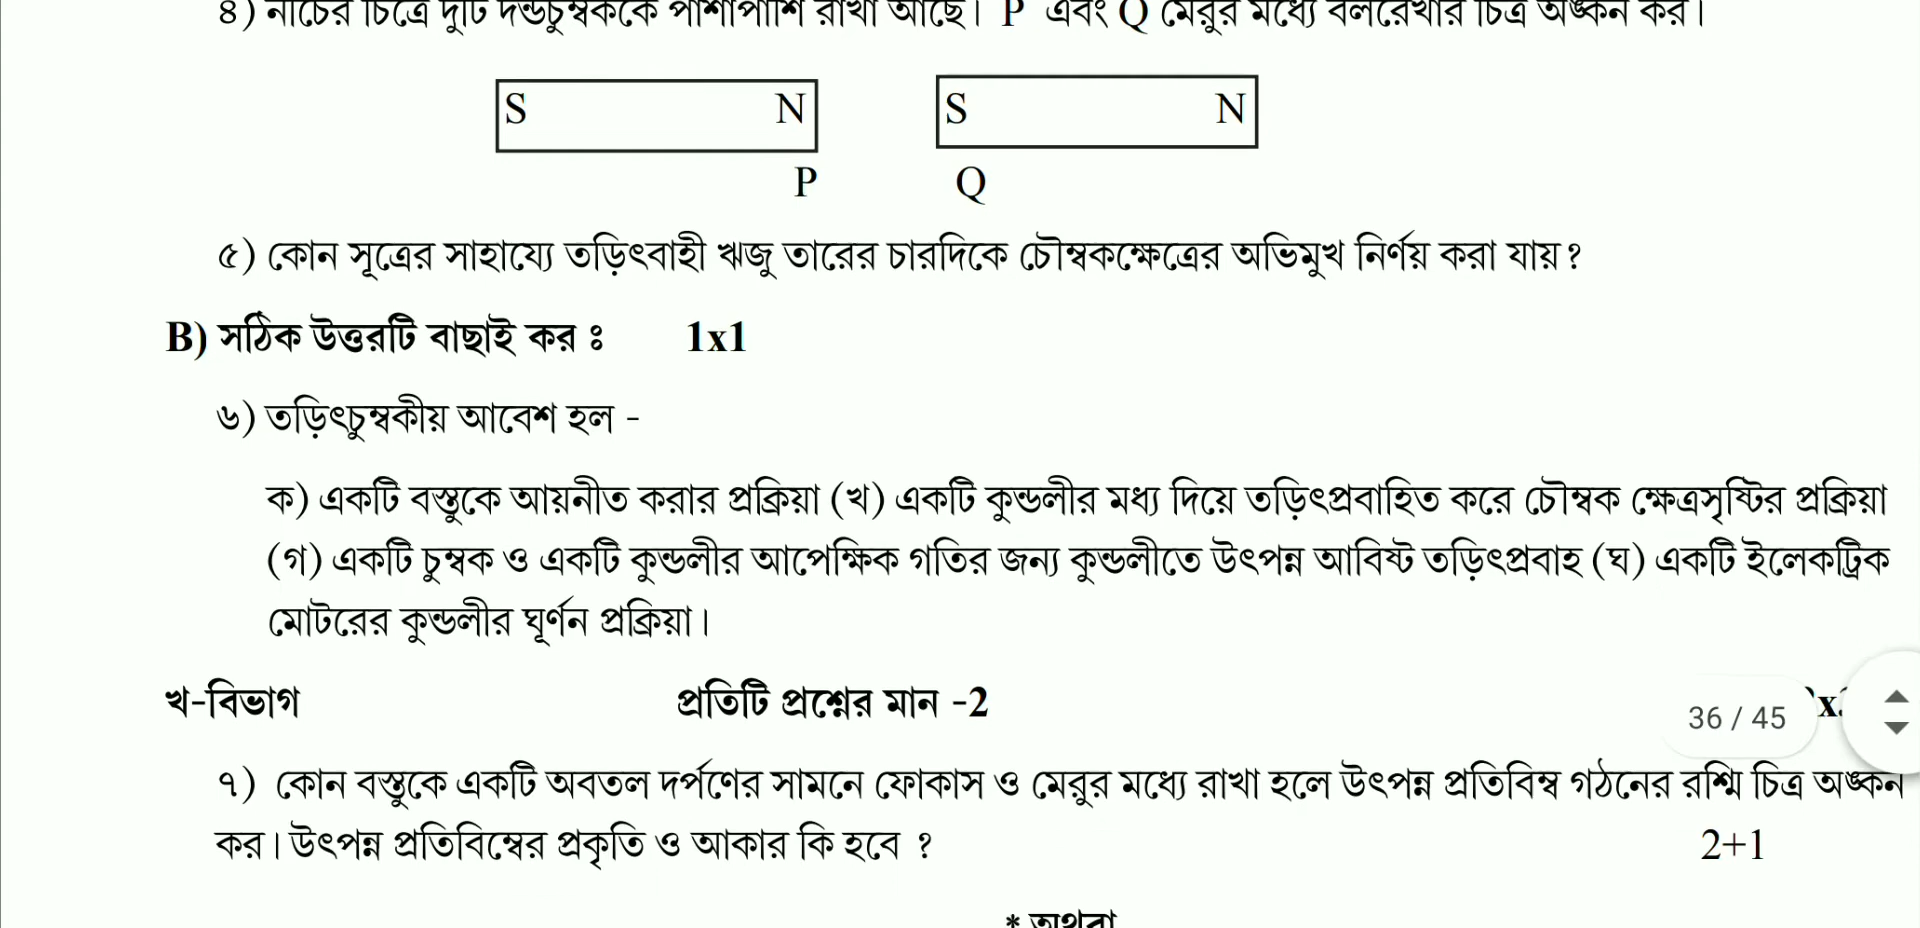 ৪) নীচের চিত্রে দুটি দন্ডচুম্বককে পাশাপাশি রাখা আছে। P এবং Q মেরুর মধ্যে বলরেখার চিত্র অঙ্কন কর।
S N S N
P Q
৫) কোন সূত্রের সাহায্যে তড়িৎবাহী ঋজু তারের চারদিকে চৌম্বকক্ষেত্রের অভিমুখ নির্ণয় করা যায়?
B) সঠিক উত্তরটি বাছাই কর ঃ 1x1
৬) তড়িৎচুম্বকীয় আবেশ হল -
ক) একটি বস্তুকে আয়নীত করার প্রক্রিয়া (খ) একটি কুন্ডলীর মধ্য দিয়ে তড়িৎপ্রবাহিত করে চৌম্বক ক্ষেত্রসৃষ্টির প্রক্রিয়া
(গ) একটি চুম্বক ও একটি কুন্ডলীর আপেক্ষিক গতির জন্য কুন্ডলীতে উৎপন্ন আবিষ্ট তড়িৎপ্রবাহ (ঘ) একটি ইলেকট্রিক
মোটরের কুন্ডলীর ঘূর্ণন প্রক্রিয়া।
খ-বিভাগ প্রতিটি প্রশ্নের মান -2
36 / 45
৭) কোন বস্তুকে একটি অবতল দর্পণের সামনে ফোকাস ও মেরুর মধ্যে রাখা হলে উৎপন্ন প্রতিবিম্ব গঠনের রশ্মি চিত্র অঙ্কন
কর। উৎপন্ন প্রতিবিম্বের প্রকৃতি ও আকার কি হবে ? 2+1
* অথবা